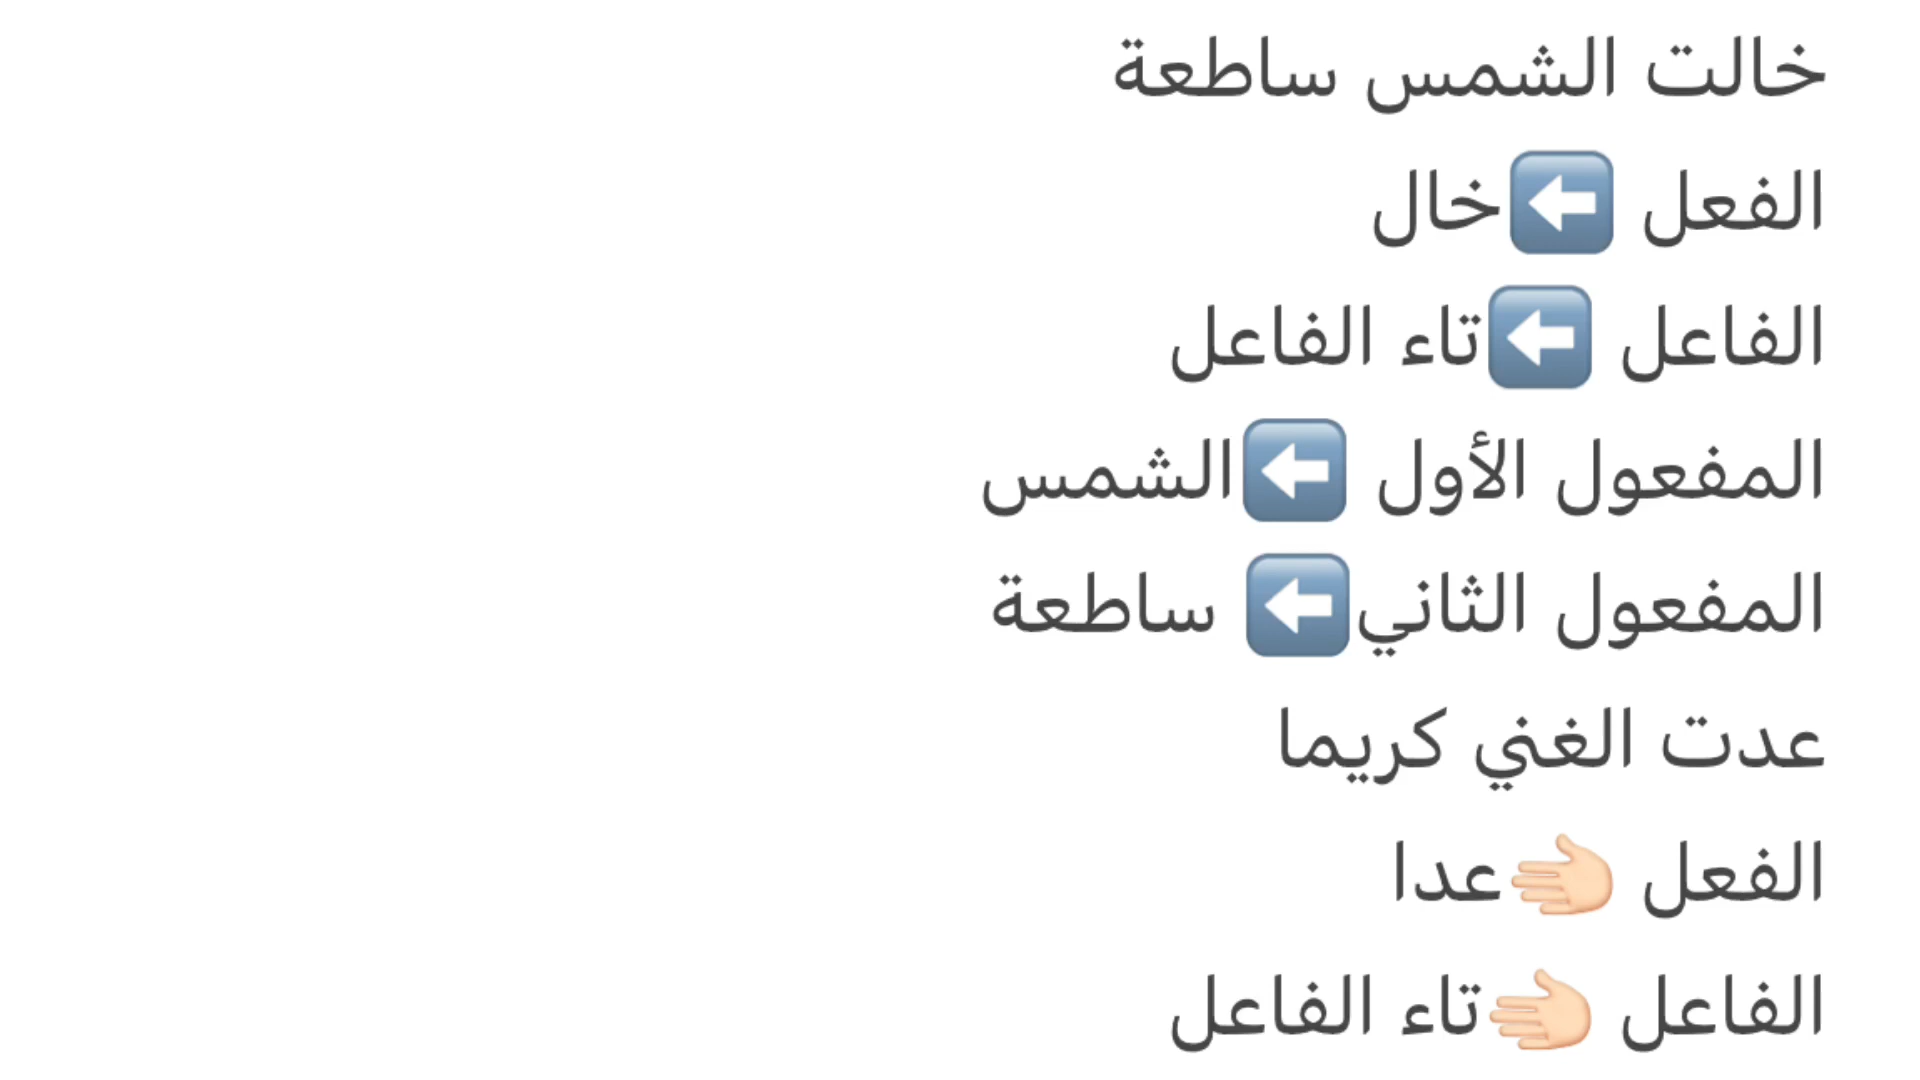 خالت الشمس ساطعة
الفعل ⬅️خال
الفاعل ⬅️تاء الفاعل
المفعول الأول ⬅️الشمس
المفعول الثاني⬅️ ساطعة
عدت الغني كريما
الفعل 🫲🏻عدا
الفاعل 🫲🏻تاء الفاعل